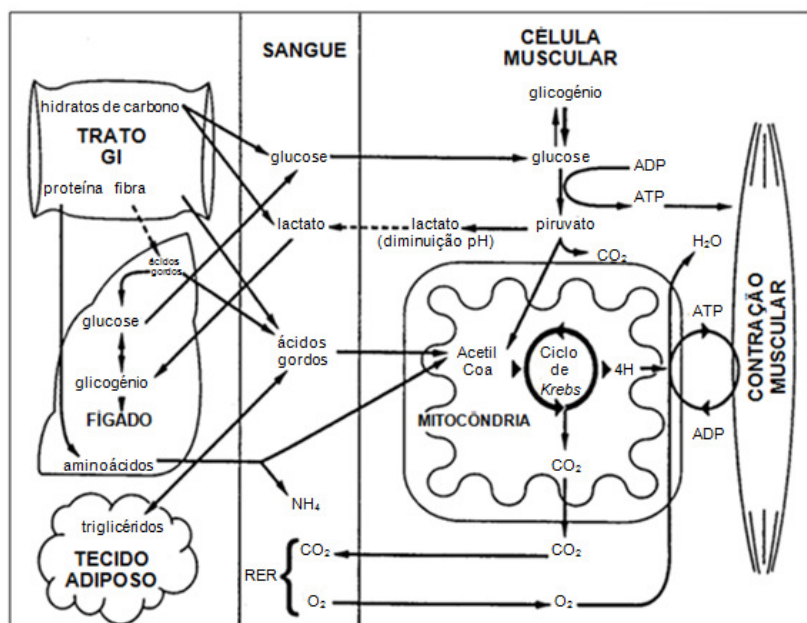 SANGUE
CÉLULA
MUSCULAR
hidratos de carbono
TRATO
GI
proteína fibra
ácidos
gordos
glucose
glicogénio
FÍGADO
aminoácidos
triglicéridos
TECIDO
ADIPOSO
glucose
lactato
ácidos
gordos
NH₄
RER
CO₂
O₂
glicogénio
glucose
ADP
ATP
lactato
(diminuição pH)
piruvato
CO₂
H₂O
Acetil
Coa
Ciclo
de
Krebs
4H
MITOCÔNDRIA
CO₂
CO₂
O₂
ATP
ADP
CONTRAÇÃO
MUSCULAR